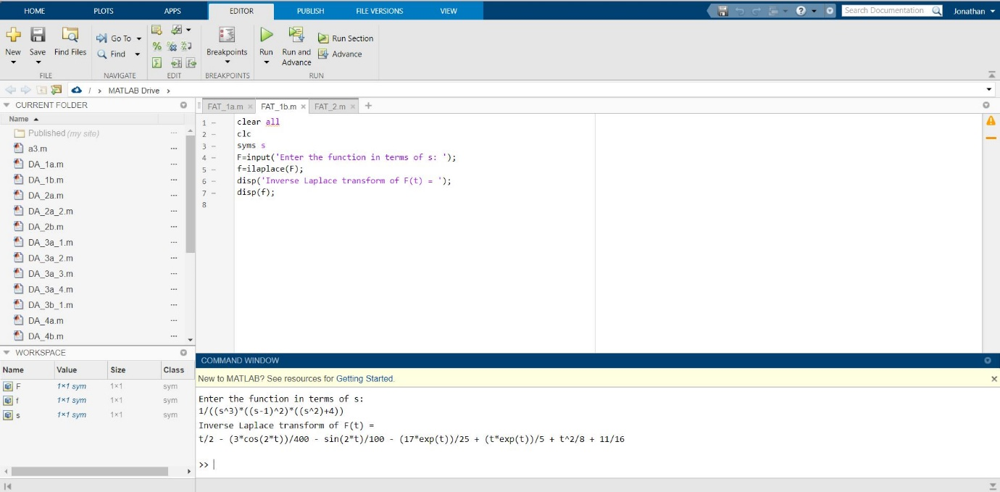 HOME PLOTS APPS EDITOR PUBLISH FILE VERSIONS VIEW Search Documentation Jonathan
New Save Find Files Go To Find Breakpoints Run Run and Advance Run Section Advance
FILE NAVIGATE EDIT BREAKPOINTS RUN
/ > MATLAB Drive >
CURRENT FOLDER
Name
Published (my site)
a3.m
DA_1a.m
DA_1b.m
DA_2a.m
DA_2a_2.m
DA_2b.m
DA_3a_1.m
DA_3a_2.m
DA_3a_3.m
DA_3a_4.m
DA_3b_1.m
DA_4a.m
DA_4b.m
WORKSPACE
Name Value Size Class
F 1×1 sym 1×1 sym
f 1×1 sym 1×1 sym
s 1×1 sym 1×1 sym
FAT_1a.m × FAT_1b.m × FAT_2.m × +
1 – clear all
2 – clc
3 – syms s
4 – F=input('Enter the function in terms of s: ');
5 – f=ilaplace(F);
6 – disp('Inverse Laplace transform of F(t) = ');
7 – disp(f);
8
COMMAND WINDOW
New to MATLAB? See resources for Getting Started.
Enter the function in terms of s:
1/((s^3)*((s-1)^2)*((s^2)+4))
Inverse Laplace transform of F(t) =
t/2 - (3*cos(2*t))/400 - sin(2*t)/100 - (17*exp(t))/25 + (t*exp(t))/5 + t^2/8 + 11/16
>>